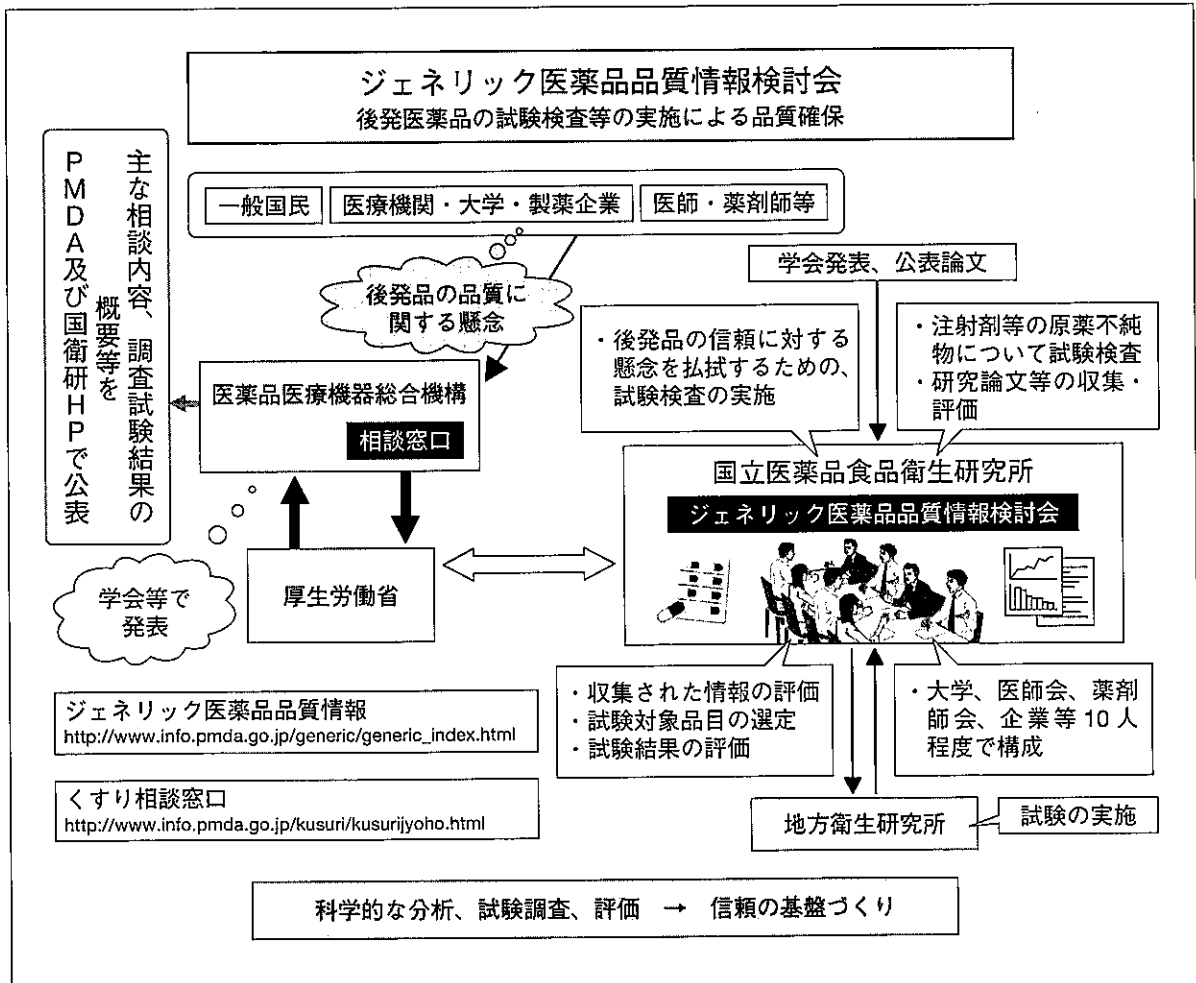 ジェネリック医薬品品質情報検討会
後発医薬品の試験検査等の実施による品質確保
主な相談内容、調査試験結果の
概要等を
PMDA及び国衛研HPで公表
一般国民
医療機関・大学・製薬企業
医師・薬剤師等
後発品の品質に
関する懸念
学会発表、公表論文
・後発品の信頼に対する
懸念を払拭するための、
試験検査の実施
・注射剤等の原薬不純
物について試験検査
・研究論文等の収集・
評価
医薬品医療機器総合機構
相談窓口
国立医薬品食品衛生研究所
ジェネリック医薬品品質情報検討会
学会等で
発表
厚生労働省
・収集された情報の評価
・試験対象品目の選定
・試験結果の評価
・大学、医師会、薬剤
師会、企業等10人
程度で構成
ジェネリック医薬品品質情報
http://www.info.pmda.go.jp/generic/generic_index.html
くすり相談窓口
http://www.info.pmda.go.jp/kusuri/kusurijyoho.html
地方衛生研究所
試験の実施
科学的な分析、試験調査、評価 → 信頼の基盤づくり